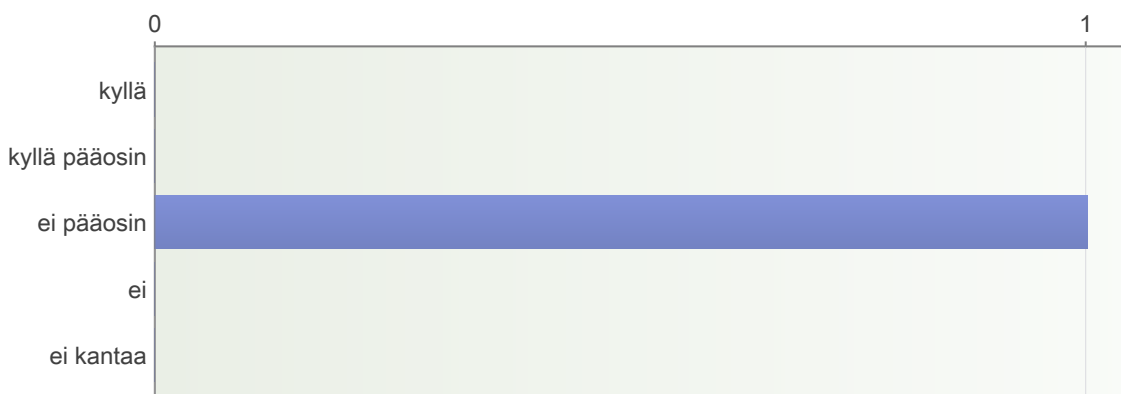 0 1
kyllä
kyllä pääosin
ei pääosin
ei
ei kantaa